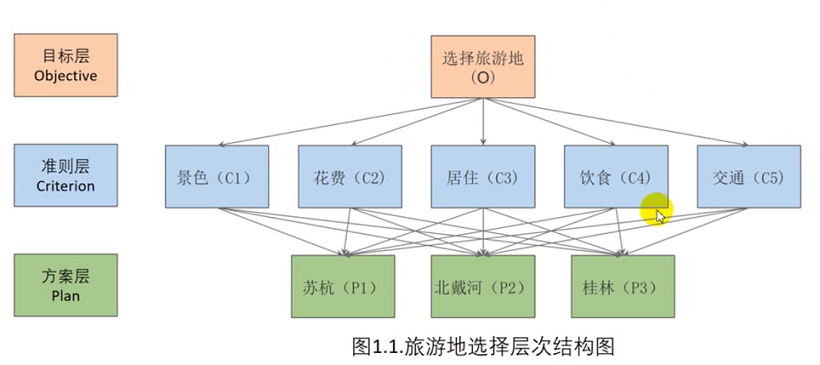 目标层
Objective
选择旅游地
（O）
准则层
Criterion
景色（C1）
花费（C2）
居住（C3）
饮食（C4）
交通（C5）
方案层
Plan
苏杭（P1）
北戴河（P2）
桂林（P3）
图1.1.旅游地选择层次结构图